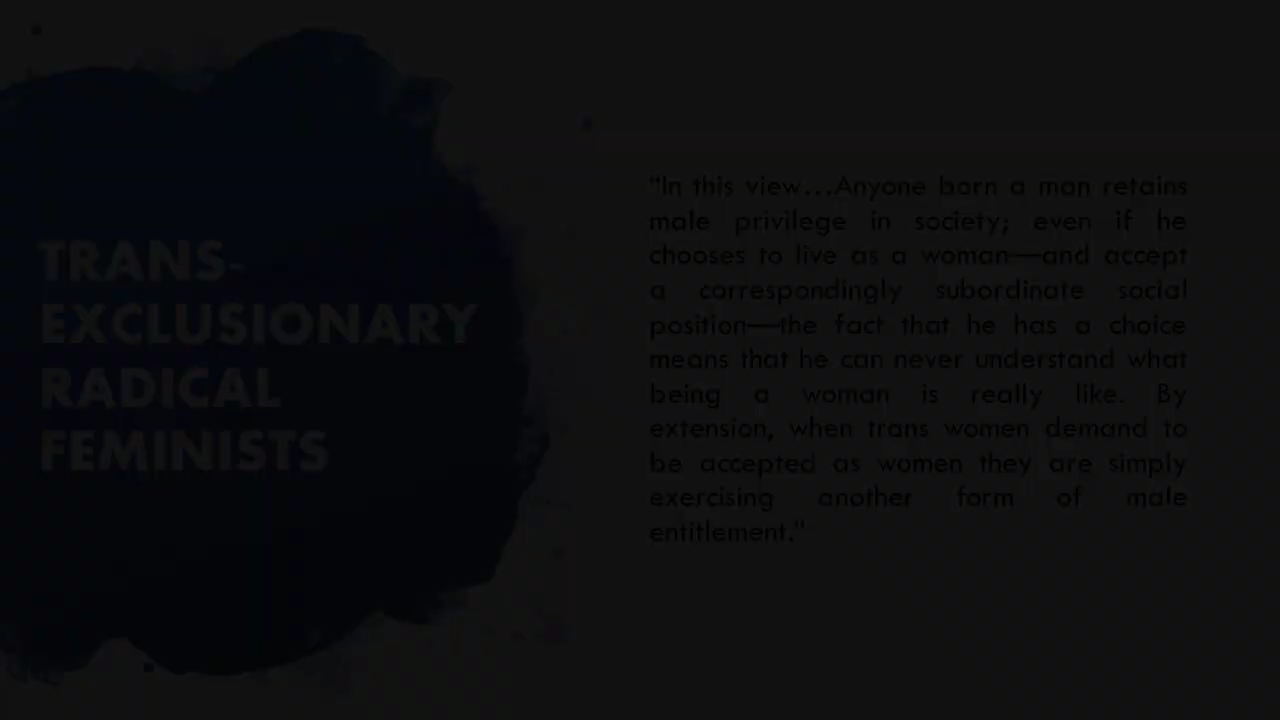 TRANS-
EXCLUSIONARY
RADICAL
FEMINISTS
"In this view...Anyone born a man retains
male privilege in society; even if he
chooses to live as a woman—and accept
a correspondingly subordinate social
position—the fact that he has a choice
means that he can never understand what
being a woman is really like. By
extension, when trans women demand to
be accepted as women they are simply
exercising another form of male
entitlement."